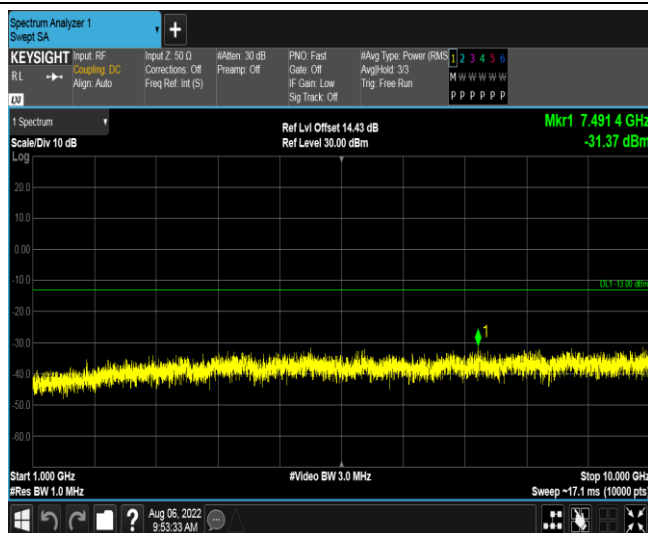 Spectrum Analyzer 1
Swept SA
KEYSIGHT
RL
Input: RF
Coupling: DC
Align: Auto
Input Z: 50 Ω
Corrections: Off
Freq Ref: Int (S)
#Atten: 30 dB
Preamp: Off
PNO: Fast
Gate: Off
IF Gain: Low
Sig Track: Off
#Avg Type: Power (RMS
Avg|Hold: 3/3
Trig: Free Run
1 2 3 4 5 6
M W W W W W
P P P P P P
1 Spectrum
Scale/Div 10 dB
Ref Lvl Offset 14.43 dB
Ref Level 30.00 dBm
Mkr1 7.491 4 GHz
-31.37 dBm
Log
20.0
10.0
0.00
-10.0
-20.0
-30.0
-40.0
-50.0
-60.0
DL1 -13.00 dBm
1
Start 1.000 GHz
#Res BW 1.0 MHz
#Video BW 3.0 MHz
Stop 10.000 GHz
Sweep ~17.1 ms (10000 pts)
?
Aug 06, 2022
9:53:33 AM